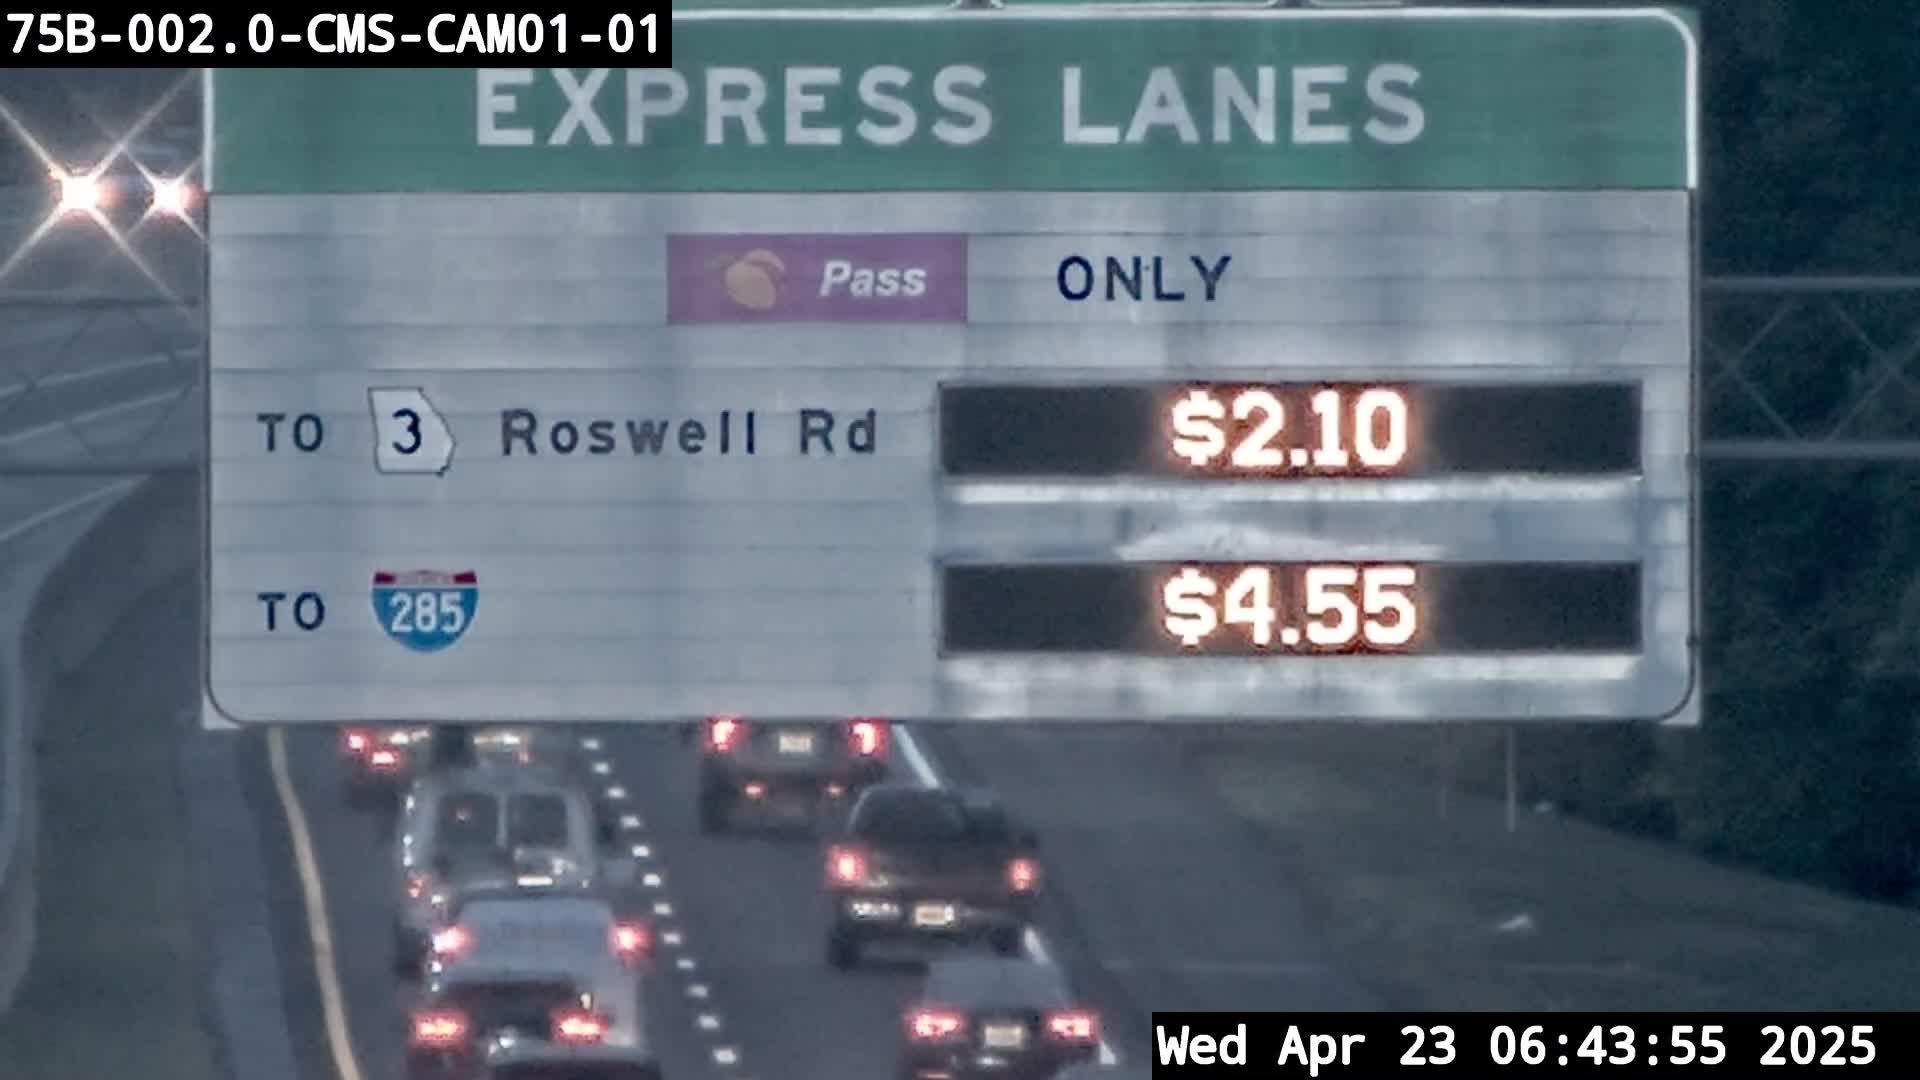 75B-002.0-CMS-CAM01-01
EXPRESS LANES
Pass ONLY
TO 3 Roswell Rd $2.10
TO 285 $4.55
Wed Apr 23 06:43:55 2025